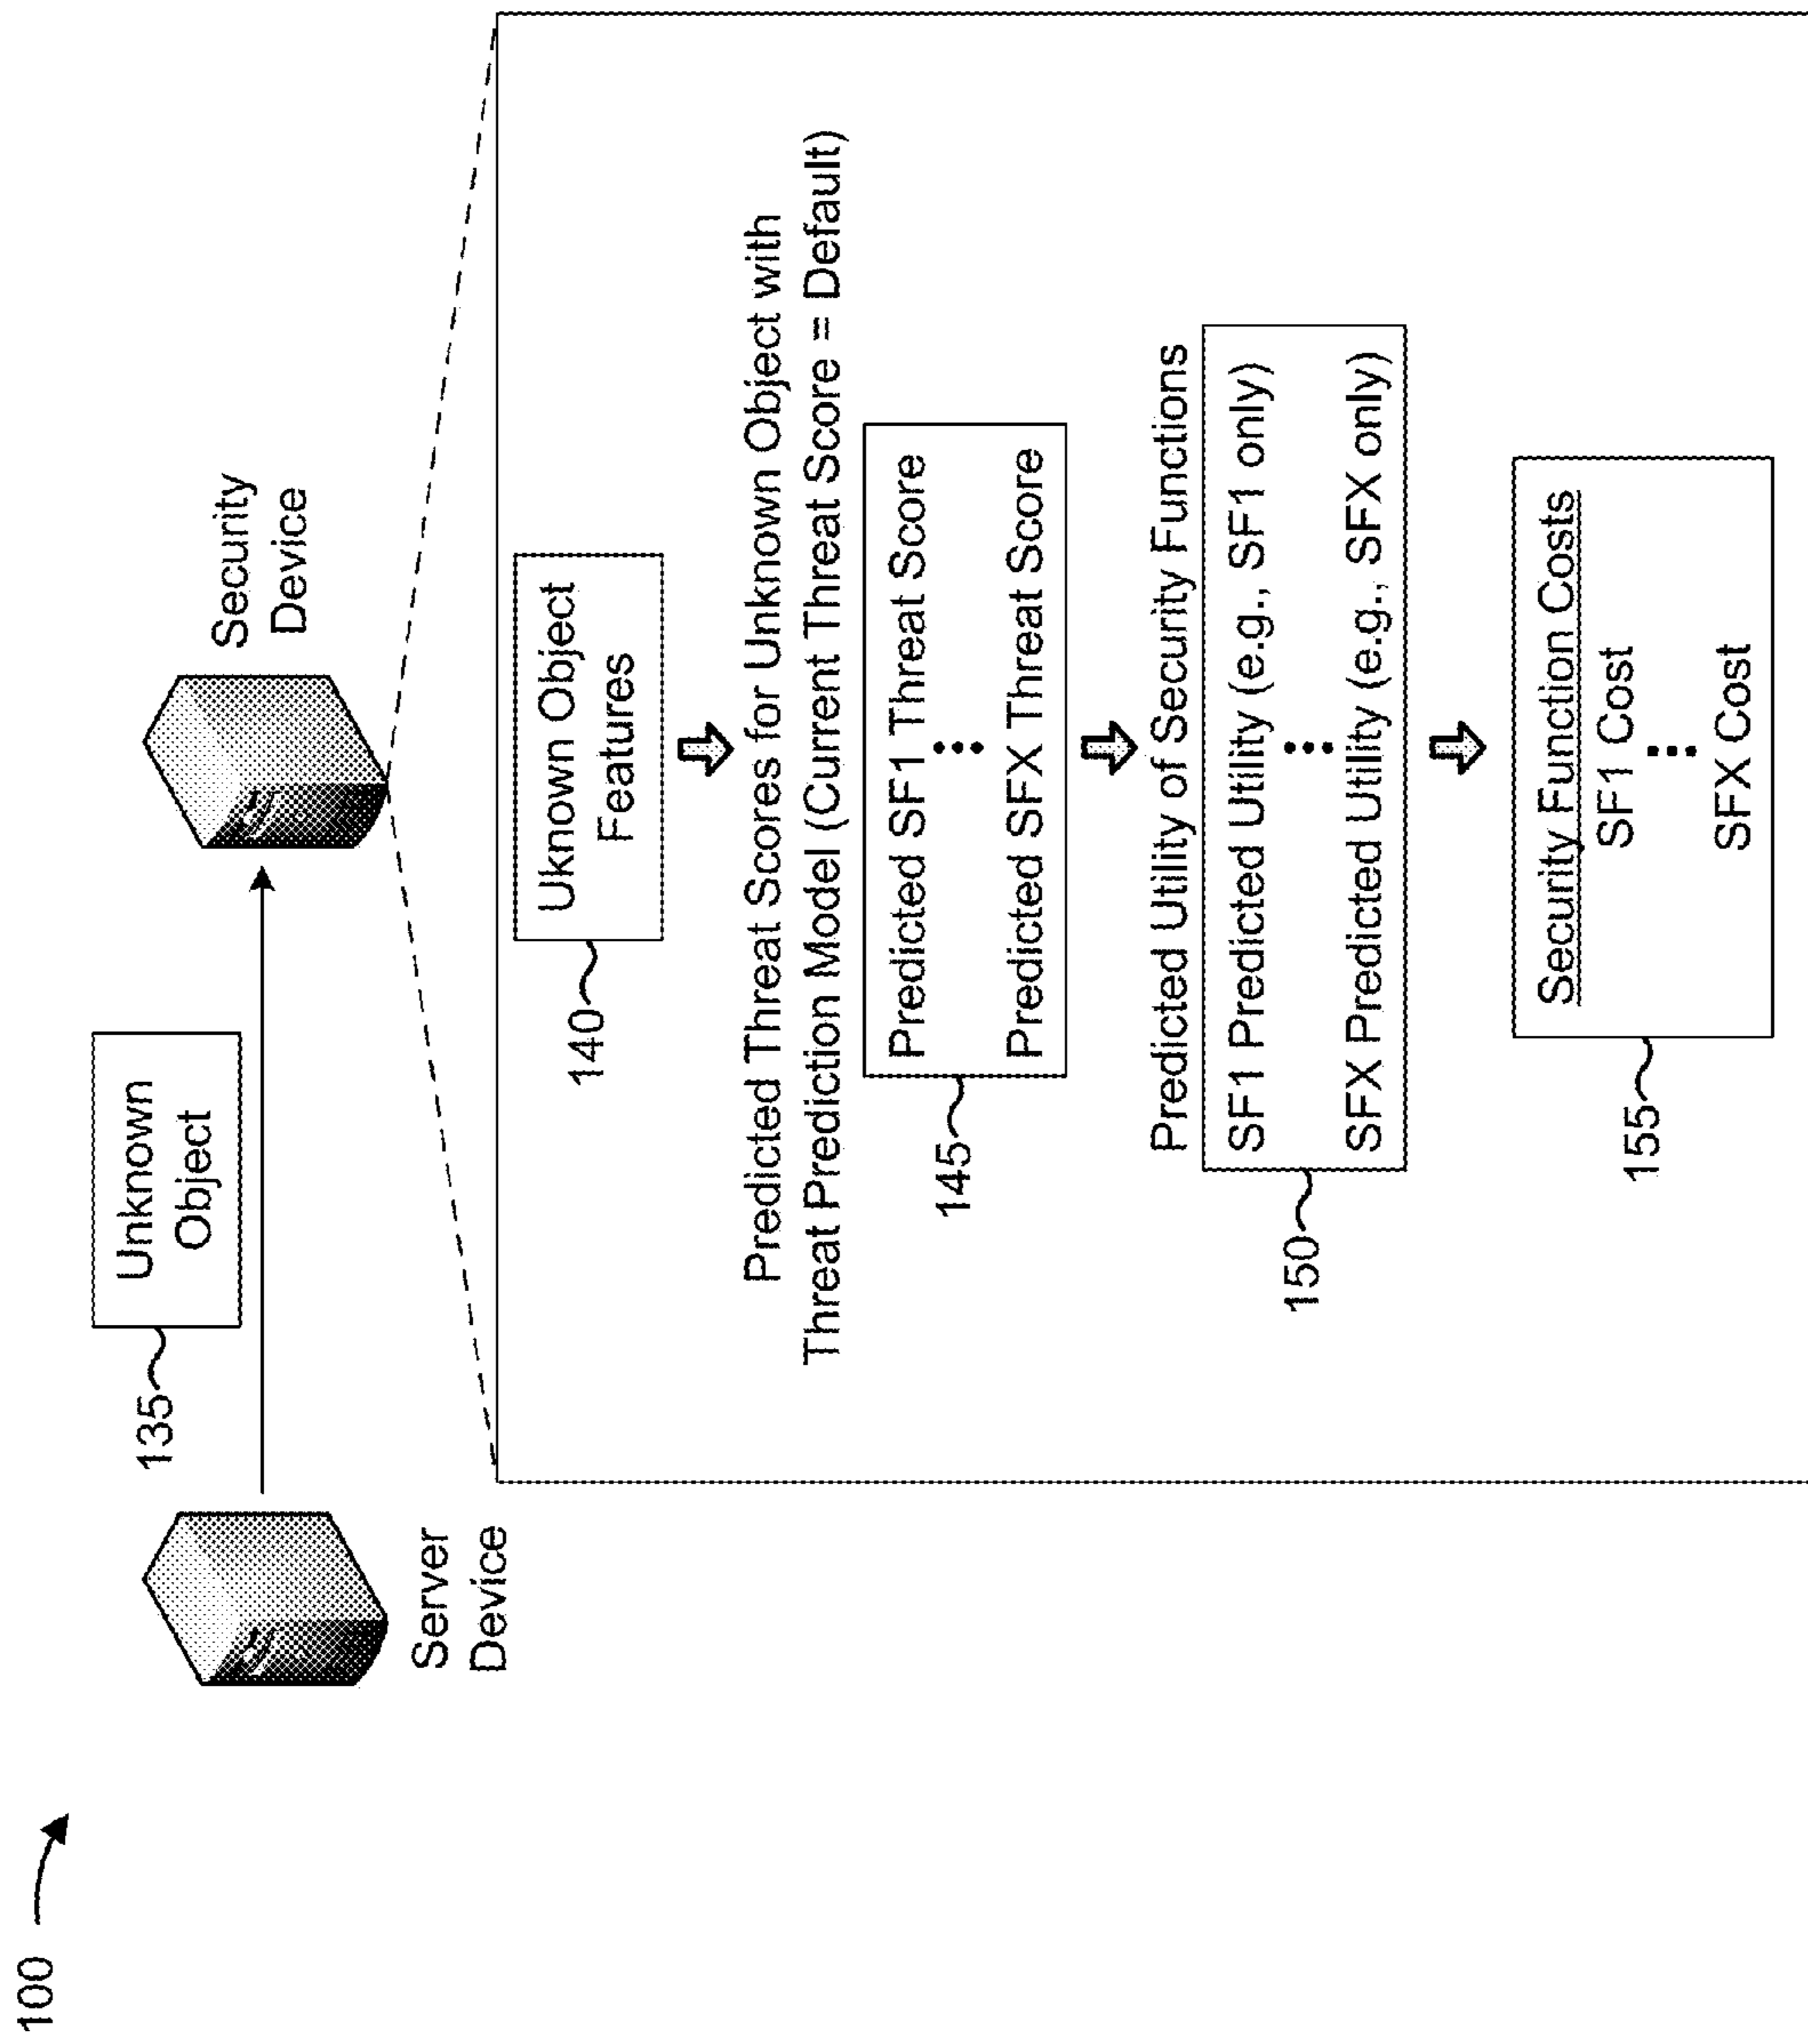 100
135
Unknown
Object
Server
Device
Security
Device
140
Uknown Object
Features
Predicted Threat Scores for Unknown Object with
Threat Prediction Model (Current Threat Score = Default)
145
Predicted SF1 Threat Score
Predicted SFX Threat Score
Predicted Utility of Security Functions
150
SF1 Predicted Utility (e.g., SF1 only)
SFX Predicted Utility (e.g., SFX only)
155
Security Function Costs
SF1 Cost
SFX Cost